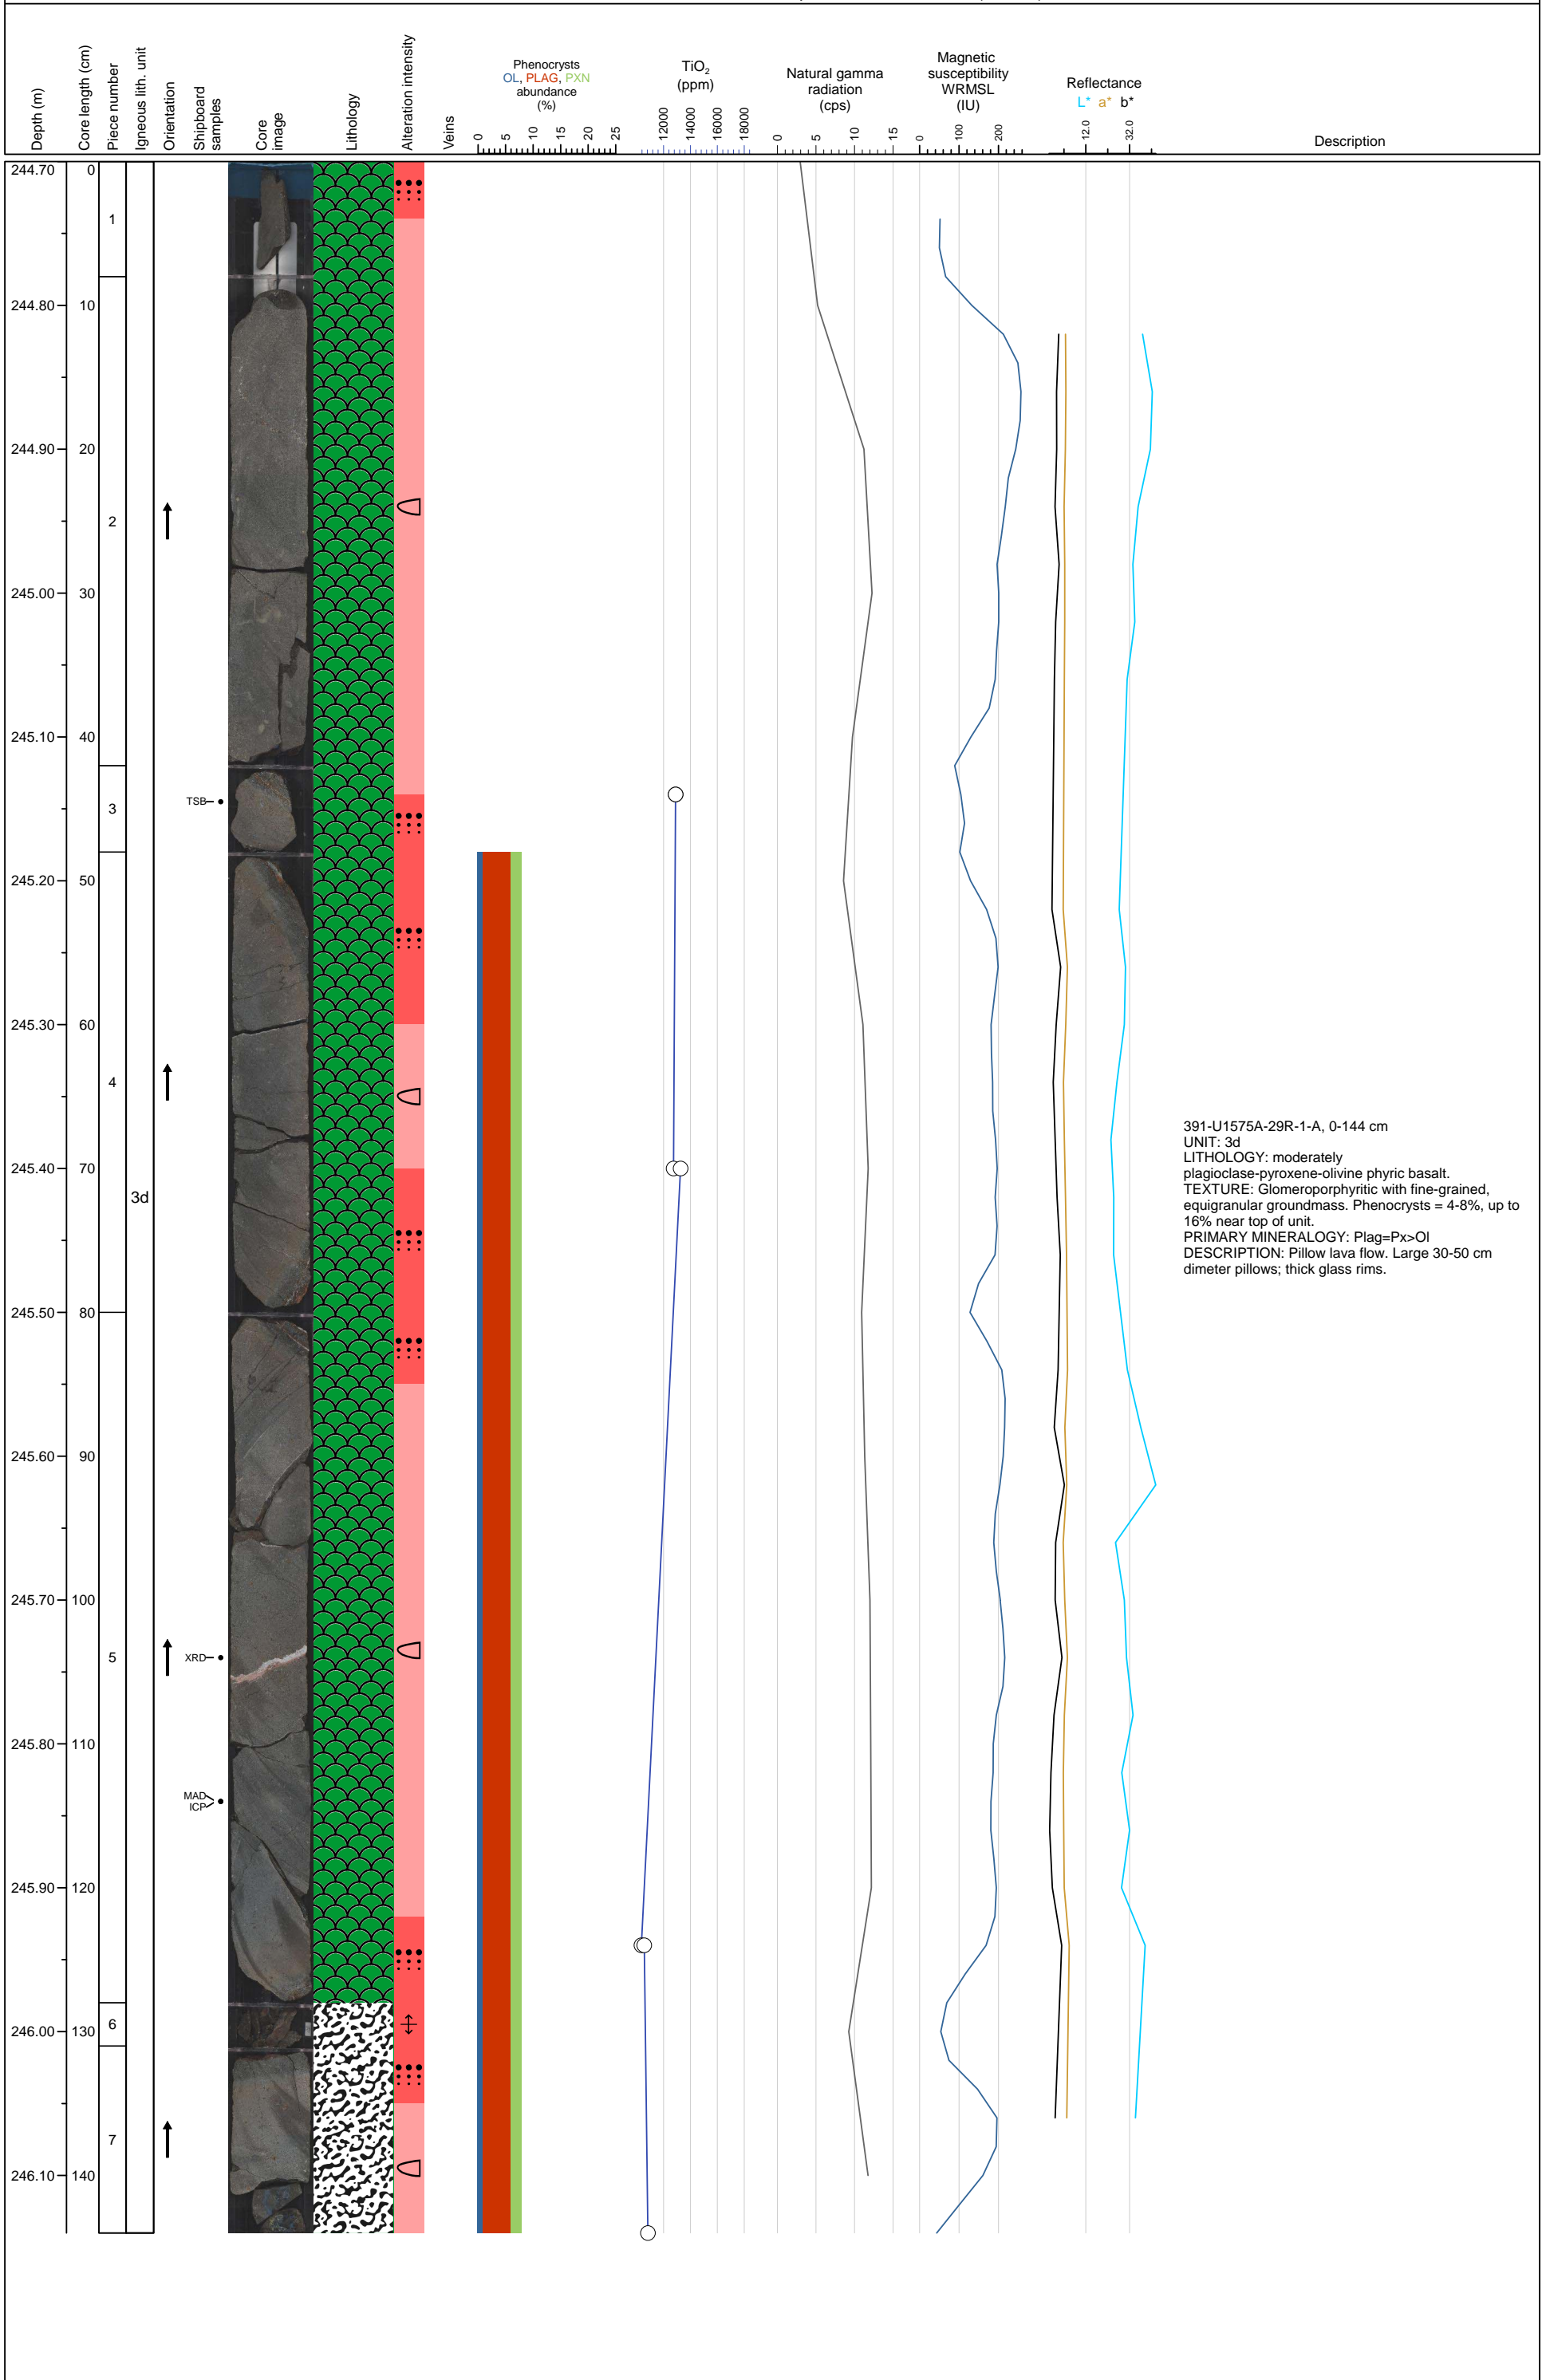 Depth (m)
Core length (cm)
Piece number
Igneous lith. unit
Orientation
Shipboard
samples
Core
image
Lithology
Alteration intensity
Veins
Phenocrysts
OL, PLAG, PXN
abundance
(%)
0 5 10 15 20 25
TiO2
(ppm)
12000 14000 16000 18000
Natural gamma
radiation
(cps)
0 5 10 15
Magnetic
susceptibility
WRMSL
(IU)
0 100 200
Reflectance
L* a* b*
12.0 32.0
Description
244.70 0
1
244.80 10
244.90 20
2
245.00 30
245.10 40
TSB
3
245.20 50
245.30 60
4
245.40 70
3d
391-U1575A-29R-1-A, 0-144 cm
UNIT: 3d
LITHOLOGY: moderately
plagioclase-pyroxene-olivine phyric basalt.
TEXTURE: Glomeroporphyritic with fine-grained,
equigranular groundmass. Phenocrysts = 4-8%, up to
16% near top of unit.
PRIMARY MINERALOGY: Plag=Px>Ol
DESCRIPTION: Pillow lava flow. Large 30-50 cm
dimeter pillows; thick glass rims.
245.50 80
245.60 90
245.70 100
5
XRD
245.80 110
MAD
ICP
245.90 120
6
246.00 130
7
246.10 140